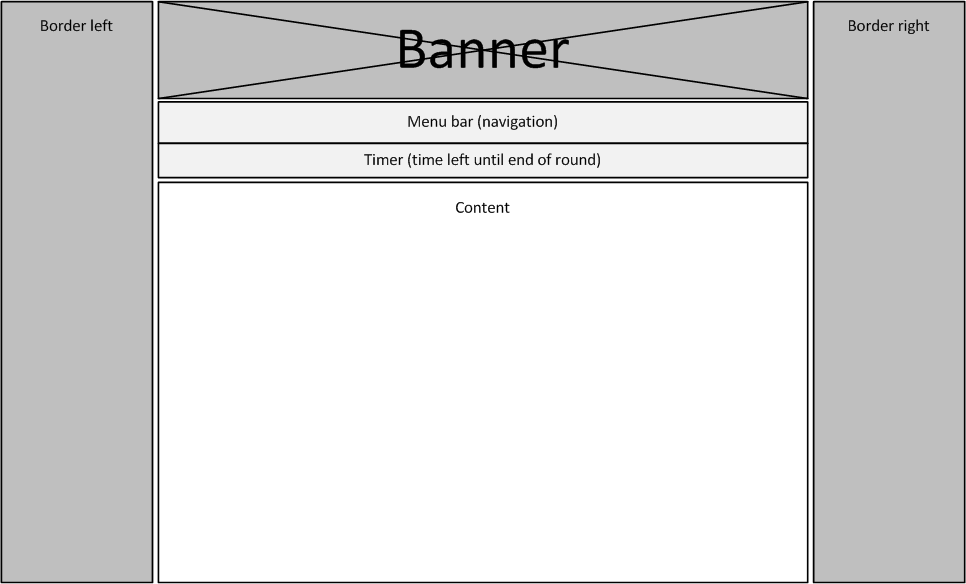 Border left
Banner
Border right
Menu bar (navigation)
Timer (time left until end of round)
Content